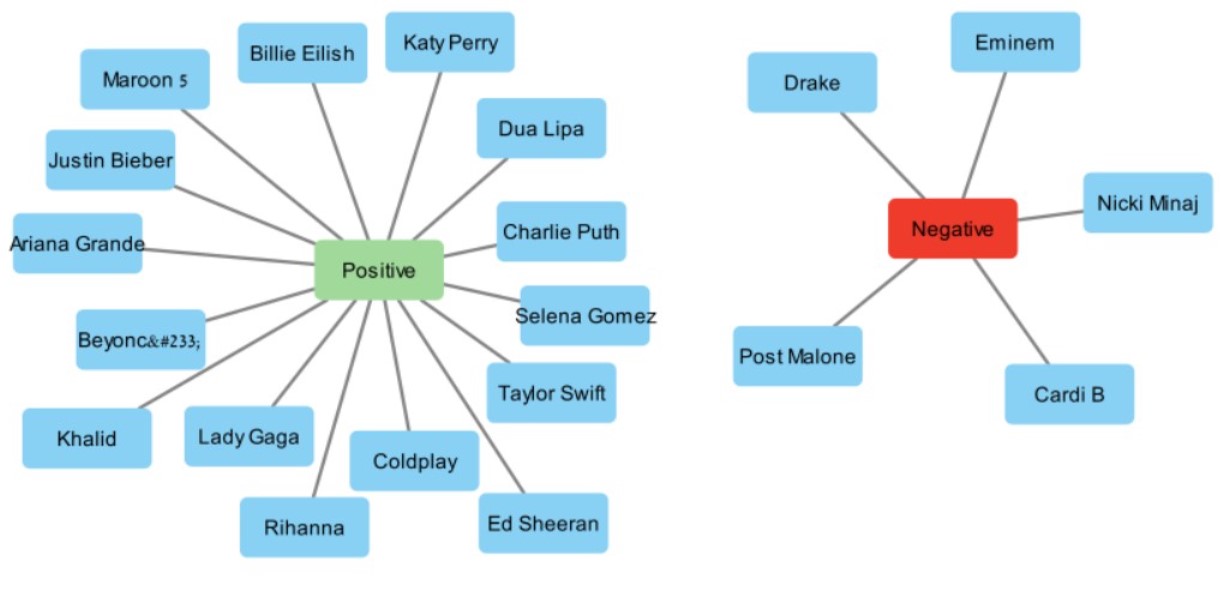 Katy Perry
Billie Eilish
Maroon 5
Dua Lipa
Justin Bieber
Charlie Puth
Ariana Grande
Positive
Selena Gomez
Beyonc&#233;
Taylor Swift
Khalid
Lady Gaga
Coldplay
Ed Sheeran
Rihanna
Eminem
Drake
Nicki Minaj
Negative
Post Malone
Cardi B